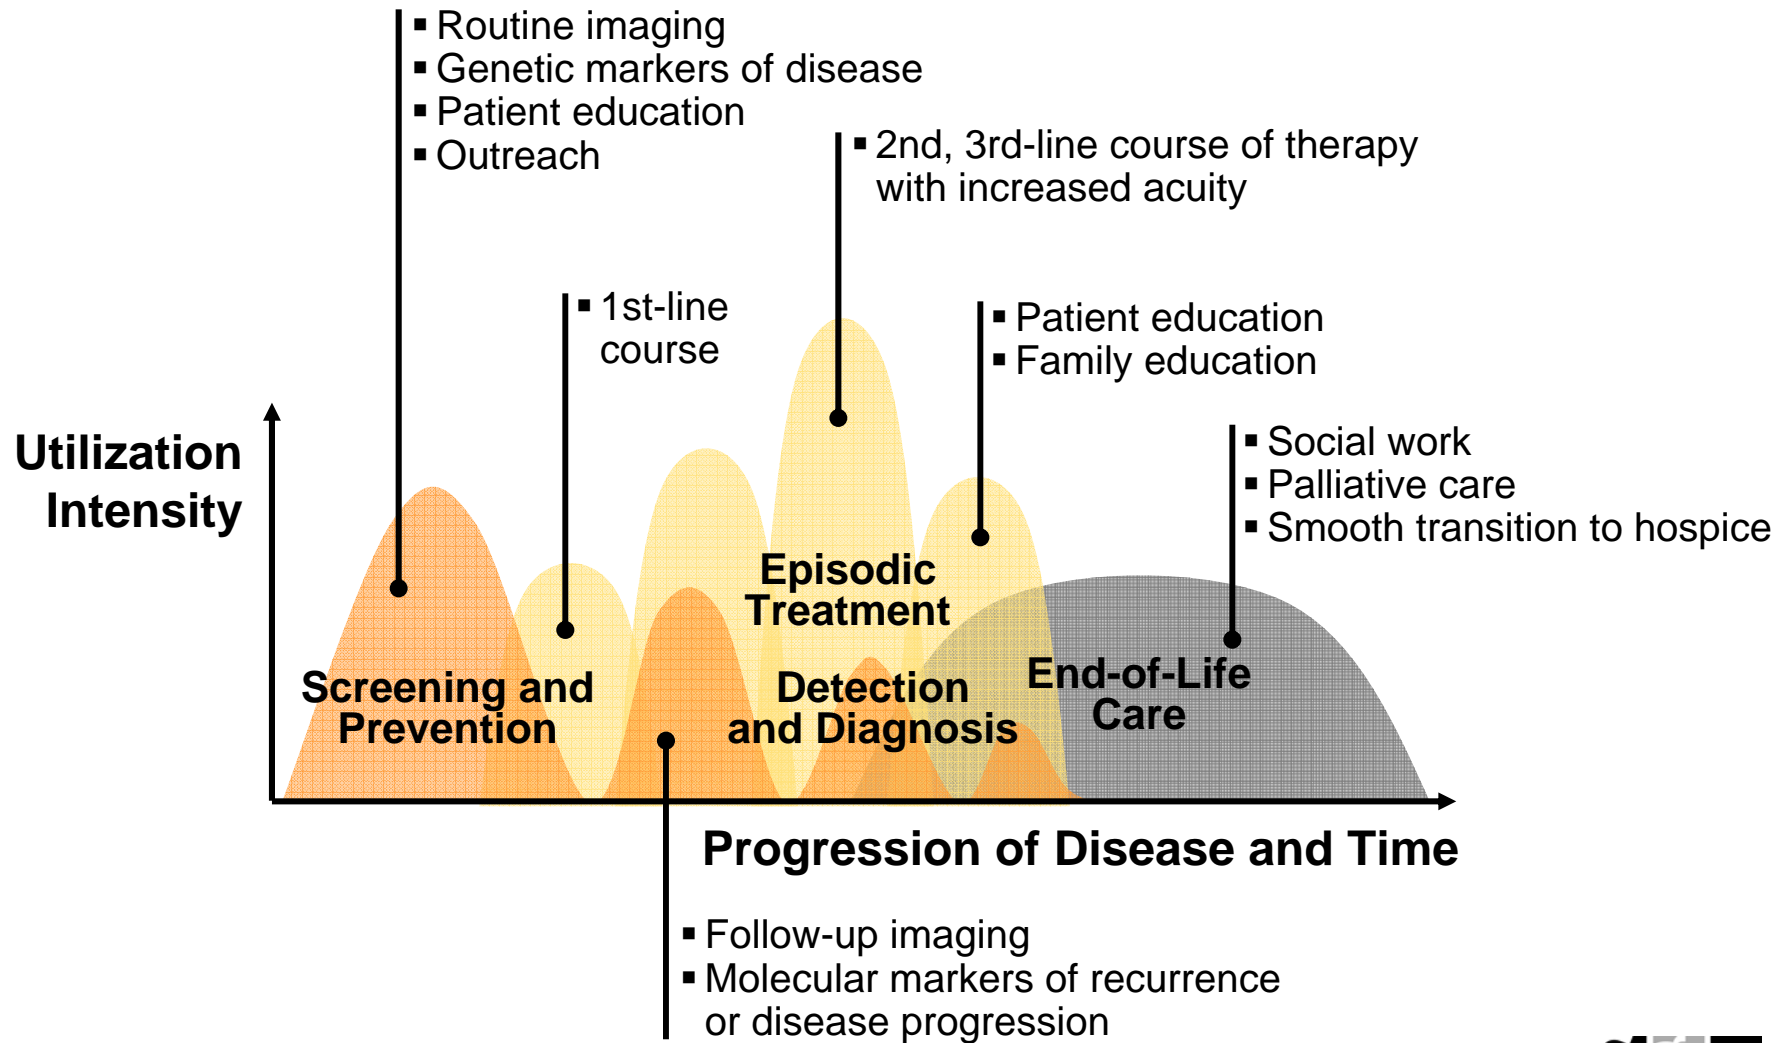 ▪ Routine imaging
▪ Genetic markers of disease
▪ Patient education
▪ Outreach
▪ 2nd, 3rd-line course of therapy
with increased acuity
▪ 1st-line
course
▪ Patient education
▪ Family education
Utilization
Intensity
▪ Social work
▪ Palliative care
▪ Smooth transition to hospice
Episodic
Treatment
Screening and
Prevention
Detection
and Diagnosis
End-of-Life
Care
Progression of Disease and Time
▪ Follow-up imaging
▪ Molecular markers of recurrence
or disease progression